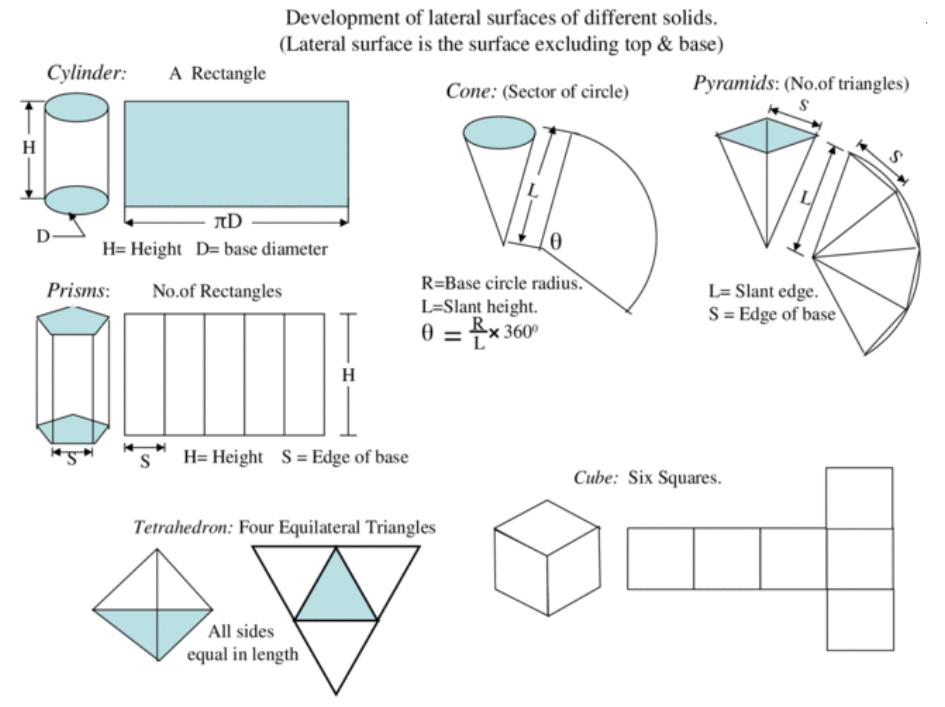 Development of lateral surfaces of different solids.
(Lateral surface is the surface excluding top & base)
Cylinder: A Rectangle
H
πD
D
H= Height D= base diameter
Cone: (Sector of circle)
L
θ
R=Base circle radius.
L=Slant height.
θ = R/L × 360⁰
Pyramids: (No.of triangles)
S
L
S
L= Slant edge.
S = Edge of base
Prisms: No.of Rectangles
H
S
S
H= Height S = Edge of base
Tetrahedron: Four Equilateral Triangles
All sides
equal in length
Cube: Six Squares.